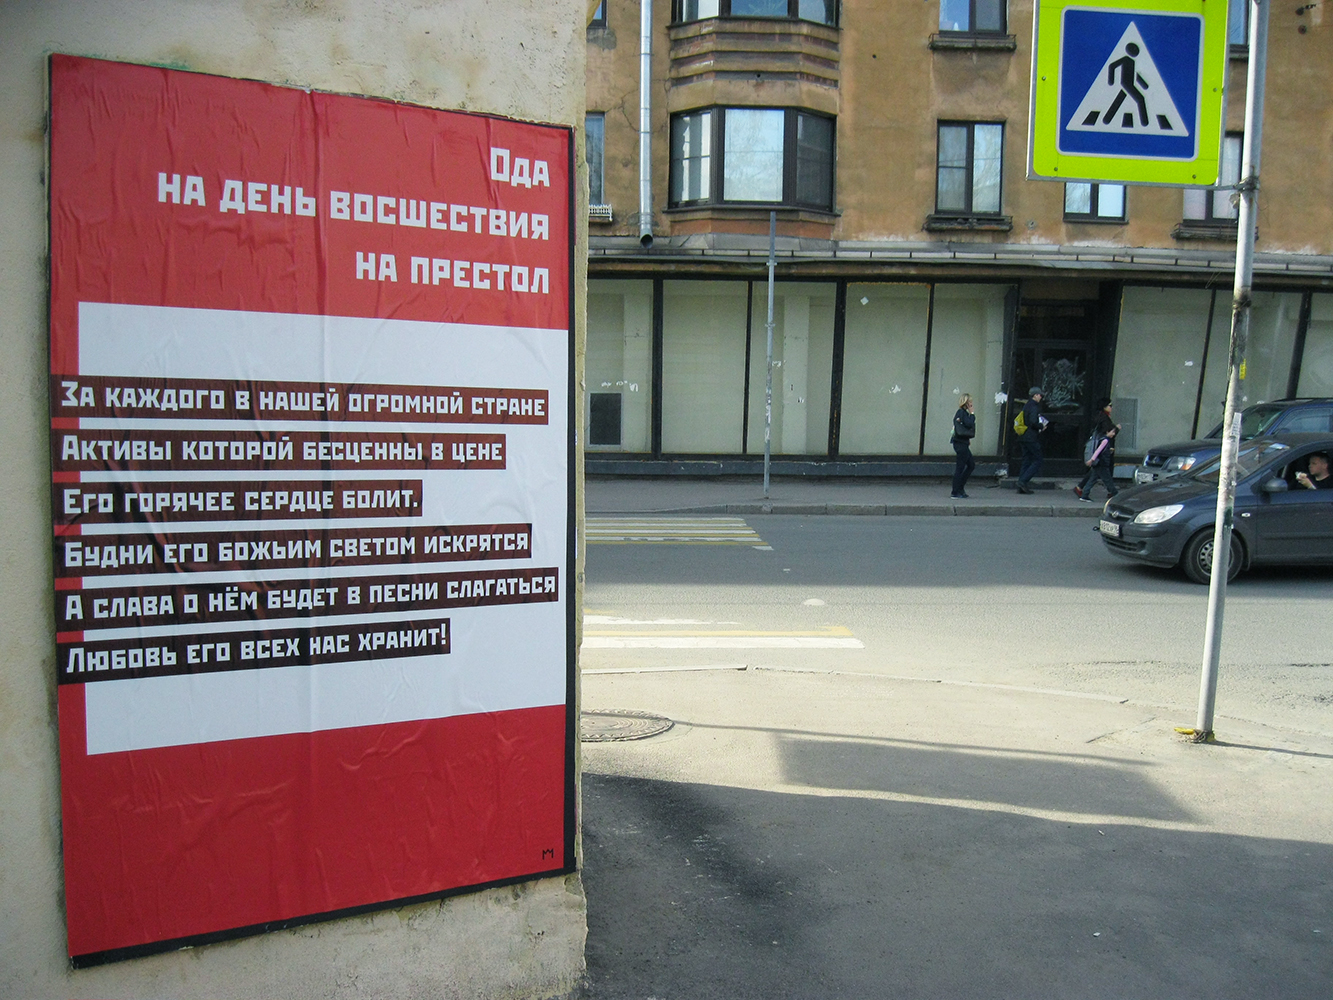 Ода
на день восшествия
на престол
За каждого в нашей огромной стране
Активы которой бесценны в цене
Его горячее сердце болит.
Будни его божьим светом искрятся
А слава о нём будет в песни слагаться
Любовь его всех нас хранит!